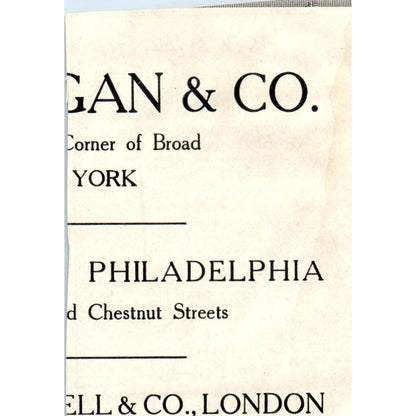 GAN & CO.
Corner of Broad
YORK
PHILADELPHIA
d Chestnut Streets
ELL & CO., LONDON